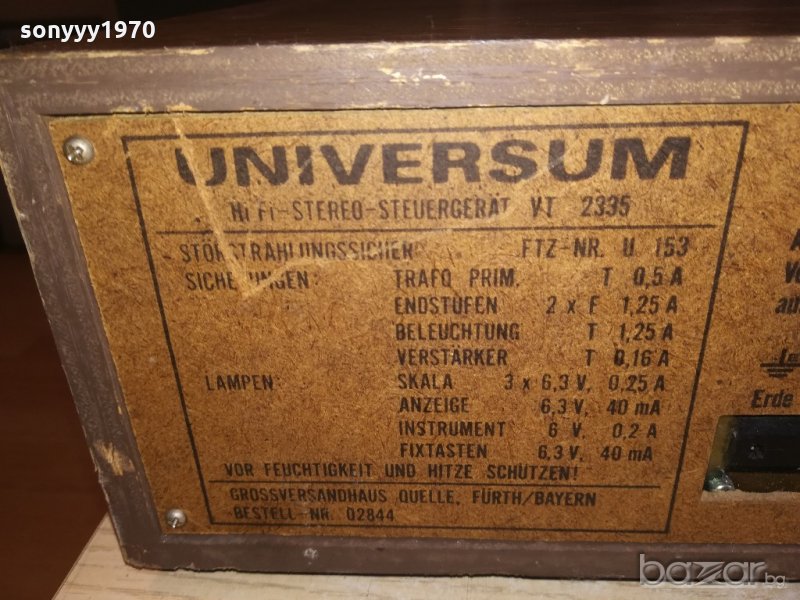 sonyyy1970
UNIVERSUM
HiFi-STEREO-STEUERGERÄT VT 2335
STÖRSTRAHLUNGSSICHER FTZ-NR. U 153
SICHERUNGEN: TRAFO PRIM. T 0,5 A
ENDSTUFEN 2 x F 1,25 A
BELEUCHTUNG T 1,25 A
VERSTÄRKER T 0,16 A
LAMPEN: SKALA 3 x 6,3 V, 0,25 A
ANZEIGE 6,3 V, 40 mA
INSTRUMENT 6 V, 0,2 A
FIXTASTEN 6,3 V, 40 mA
VOR FEUCHTIGKEIT UND HITZE SCHÜTZEN!
GROSSVERSANDHAUS QUELLE, FÜRTH/BAYERN
BESTELL-NR. 02844
Erde
bazar.bg